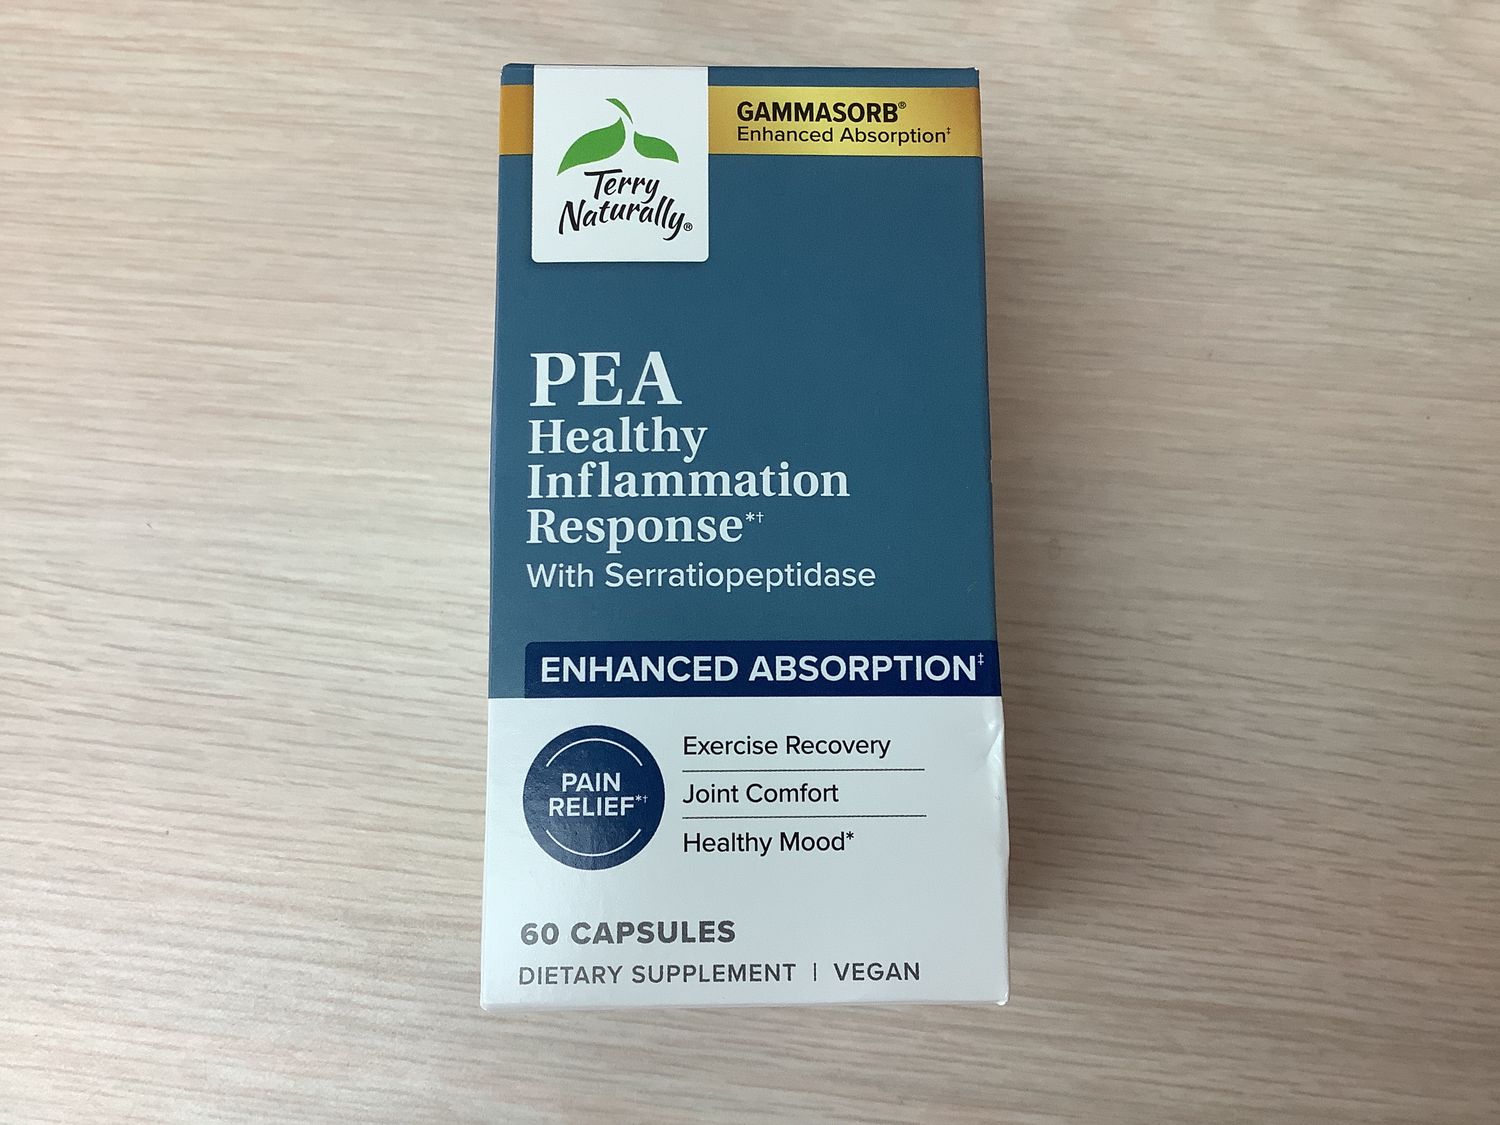 GAMMASORB®
Enhanced Absorption‡
Terry
Naturally®
PEA
Healthy
Inflammation
Response*†
With Serratiopeptidase
ENHANCED ABSORPTION‡
PAIN
RELIEF*†
Exercise Recovery
Joint Comfort
Healthy Mood*
60 CAPSULES
DIETARY SUPPLEMENT | VEGAN